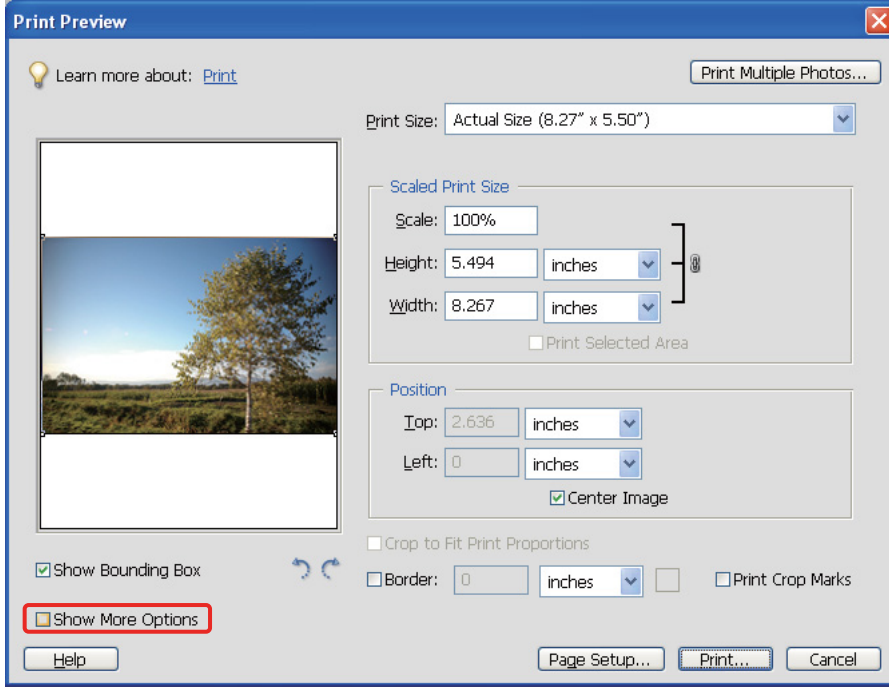 Print Preview
Learn more about: Print
Print Multiple Photos...
Print Size: Actual Size (8.27" x 5.50")
Scaled Print Size
Scale: 100%
Height: 5.494 inches
Width: 8.267 inches
Print Selected Area
Position
Top: 2.636 inches
Left: 0 inches
Center Image
Crop to Fit Print Proportions
Show Bounding Box
Border: 0 inches
Print Crop Marks
Show More Options
Help
Page Setup...
Print...
Cancel